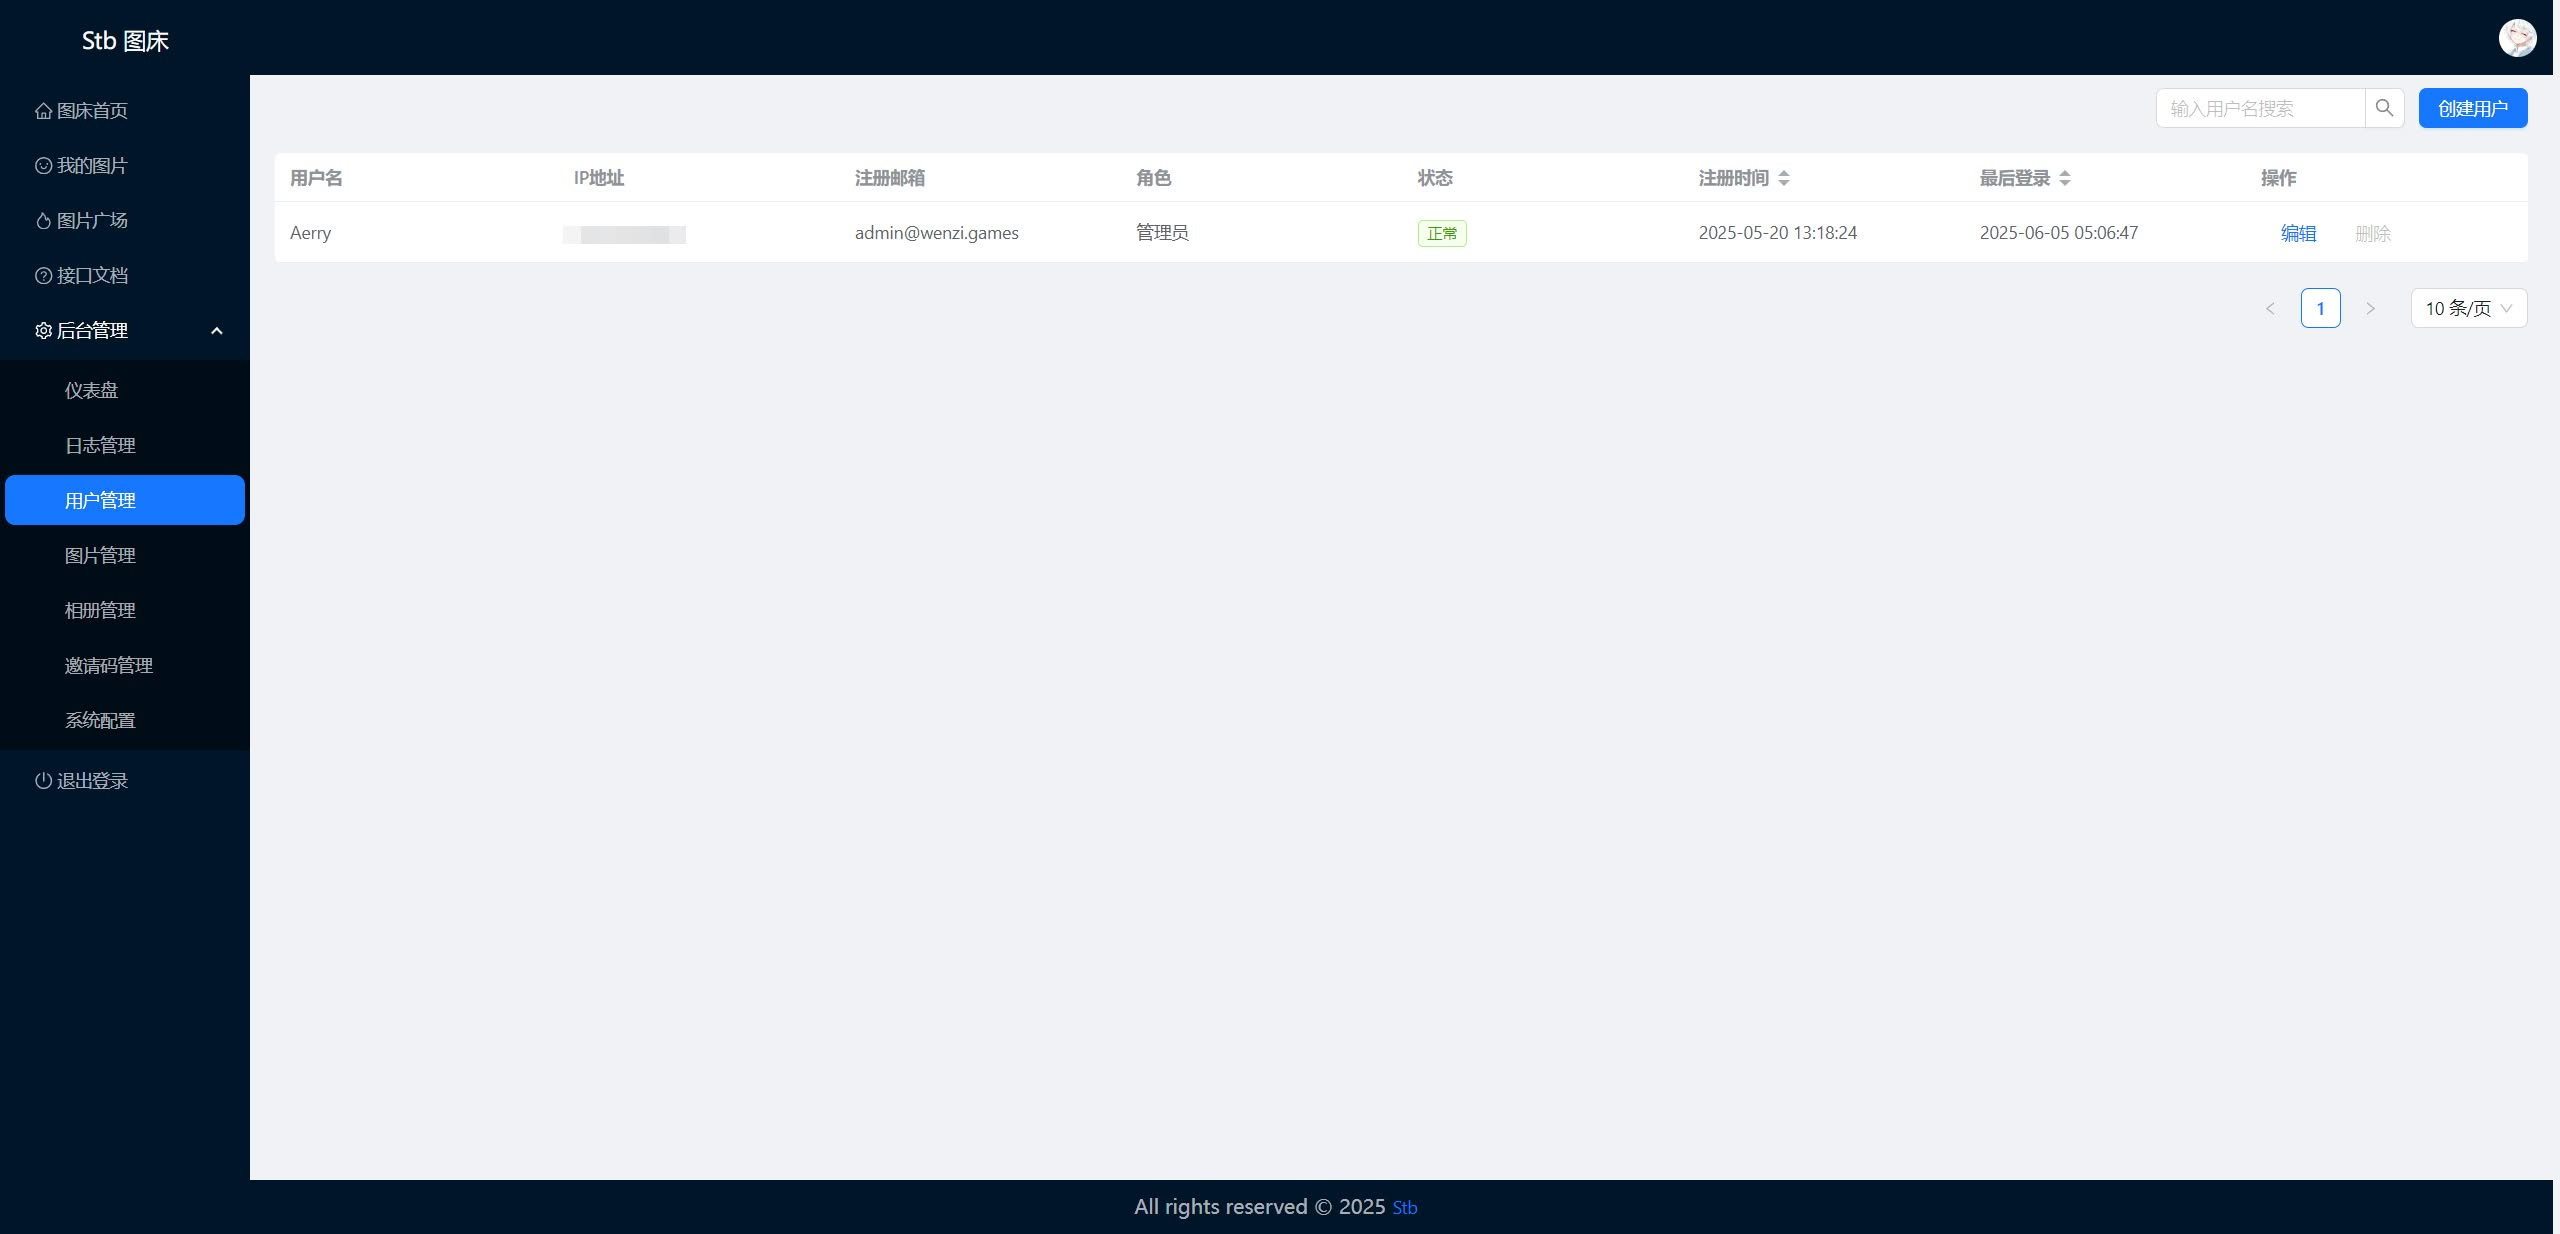 Stb 图床
图床首页
我的图片
图片广场
接口文档
后台管理
仪表盘
日志管理
用户管理
图片管理
相册管理
邀请码管理
系统配置
退出登录
输入用户名搜索
创建用户
用户名 IP地址 注册邮箱 角色 状态 注册时间 最后登录 操作
Aerry admin@wenzi.games 管理员 正常 2025-05-20 13:18:24 2025-06-05 05:06:47 编辑 删除
1 10 条/页
All rights reserved © 2025 Stb